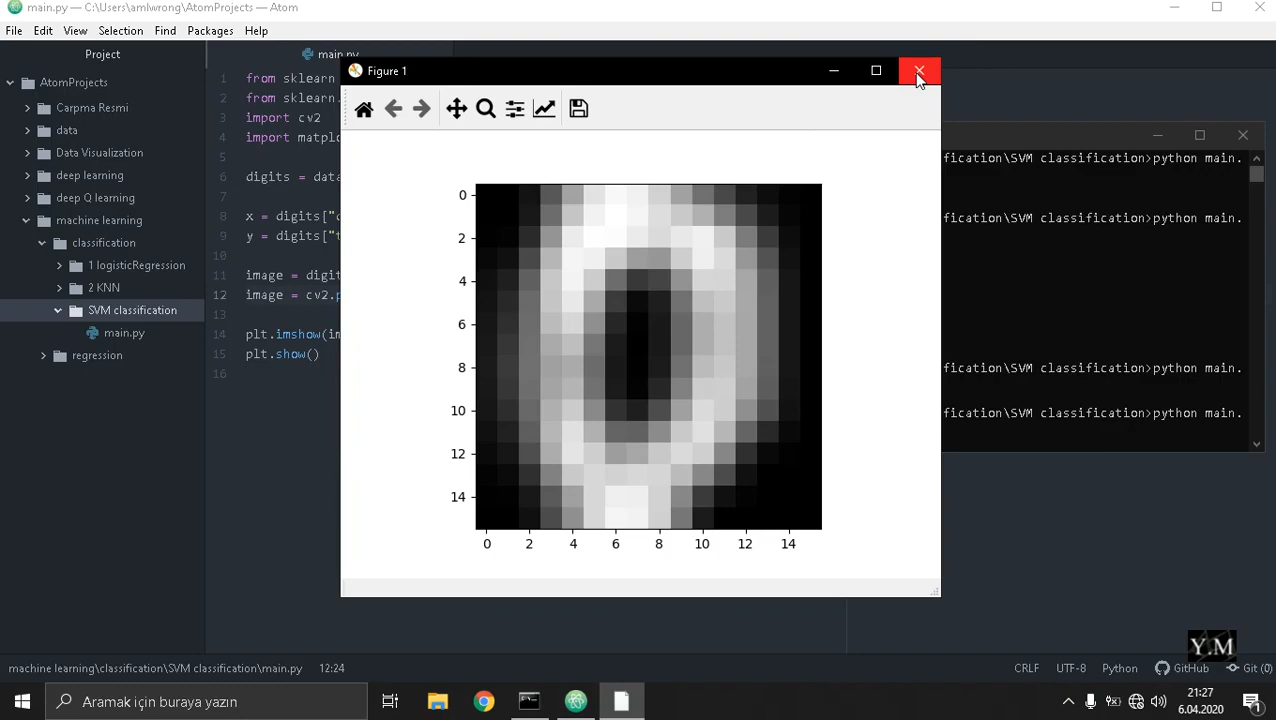 main.py — C:\Users\amlwrong\AtomProjects — Atom
File Edit View Selection Find Packages Help
Project
main.py
AtomProjects
Carpma Resmi
data
Data Visualization
deep learning
deep Q learning
machine learning
classification
1 logisticRegression
2 KNN
SVM classification
main.py
regression
1 from sklearn
2 from sklearn
3 import cv2
4 import matpl
5
6 digits = data
7
8 x = digits["
9 y = digits["t
10
11 image = digit
12 image = cv2.
13
14 plt.imshow(im
15 plt.show()
16
Figure 1
0
2
4
6
8
10
12
14
0 2 4 6 8 10 12 14
fication\SVM classification>python main.
fication\SVM classification>python main.
fication\SVM classification>python main.
fication\SVM classification>python main.
machine learning\classification\SVM classification\main.py 12:24
CRLF UTF-8 Python GitHub Git (0)
Y.M
Aramak için buraya yazın
21:27
6.04.2020
1